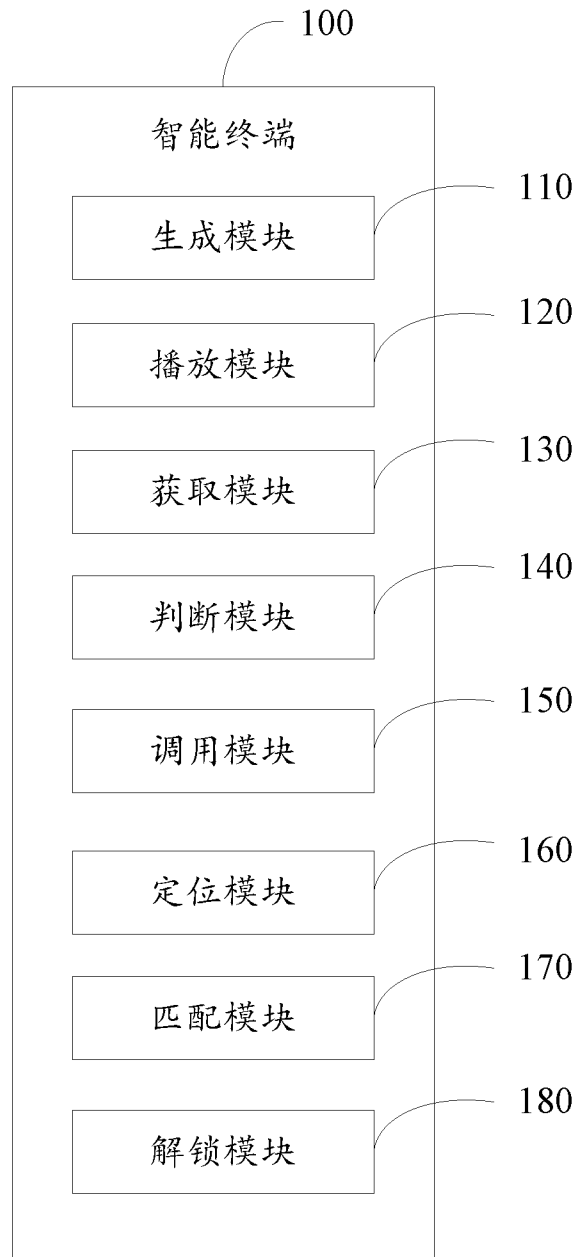 100
智能终端
110
生成模块
120
播放模块
130
获取模块
140
判断模块
150
调用模块
160
定位模块
170
匹配模块
180
解锁模块